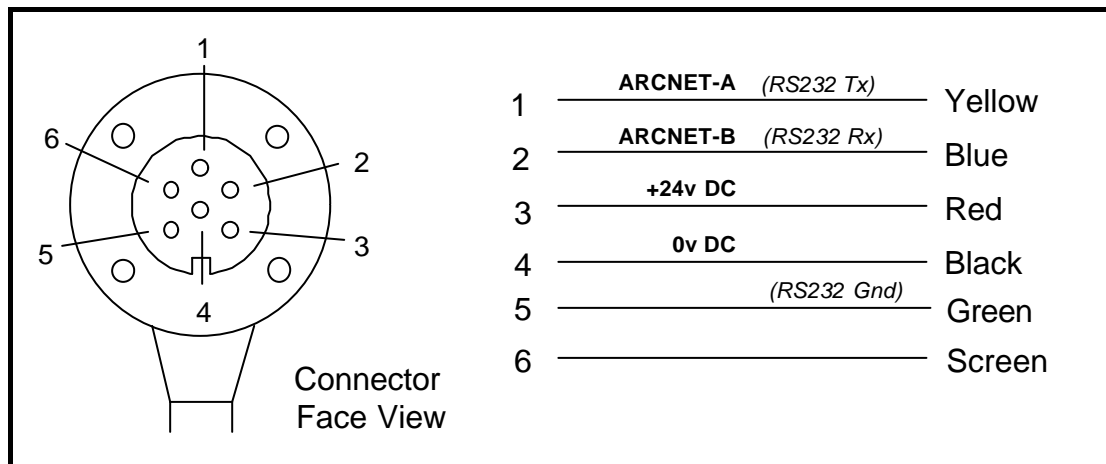 1
6
2
5
3
4
Connector
Face View
1 ARCNET-A (RS232 Tx) Yellow
2 ARCNET-B (RS232 Rx) Blue
3 +24v DC Red
4 0v DC Black
5 (RS232 Gnd) Green
6 Screen